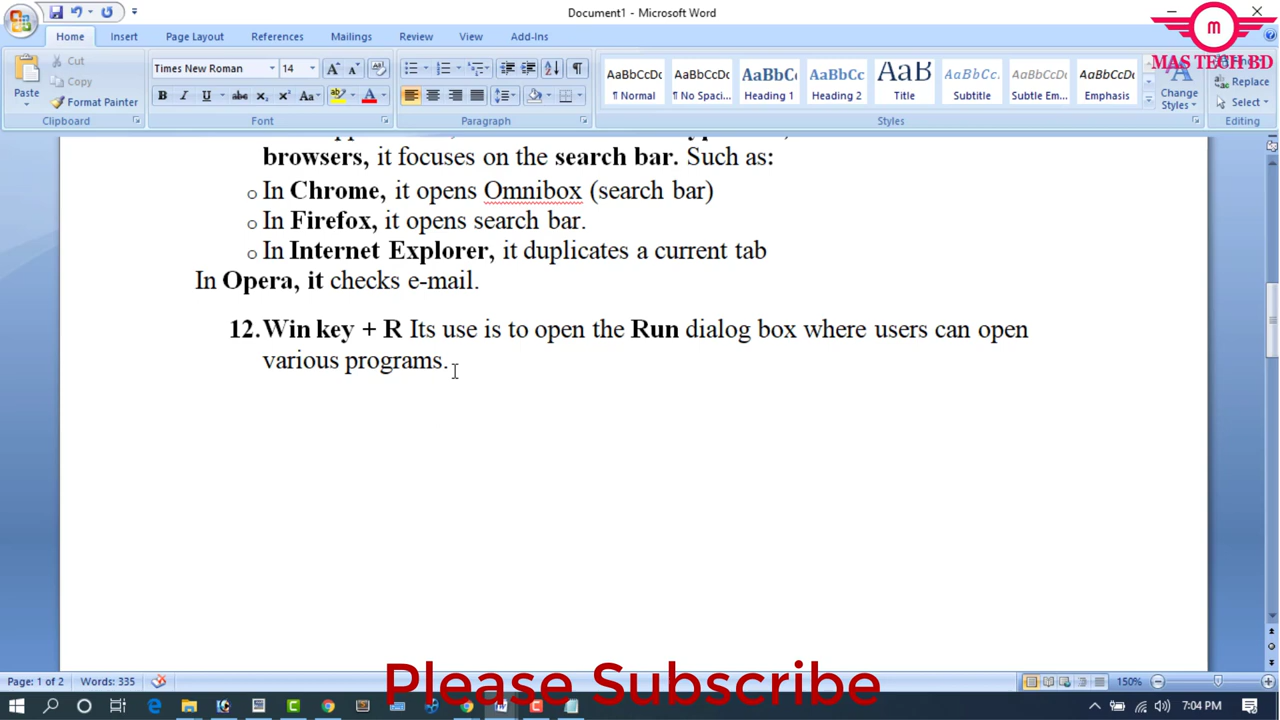 Document1 - Microsoft Word
Home Insert Page Layout References Mailings Review View Add-Ins
M
MAS TECH BD
Cut
Copy
Format Painter
Paste
Clipboard
Times New Roman 14
Font
Paragraph
AaBbCcDc AaBbCcDc AaBbCc AaBbCc AaB AaBbCc. AaBbCcDc AaBbCcDc
¶ Normal ¶ No Spaci... Heading 1 Heading 2 Title Subtitle Subtle Em... Emphasis
Change Styles
Styles
Replace
Select
Editing
browsers, it focuses on the search bar. Such as:
o In Chrome, it opens Omnibox (search bar)
o In Firefox, it opens search bar.
o In Internet Explorer, it duplicates a current tab
In Opera, it checks e-mail.
12. Win key + R Its use is to open the Run dialog box where users can open
various programs.
Please Subscribe
Page: 1 of 2 Words: 335 150%
7:04 PM